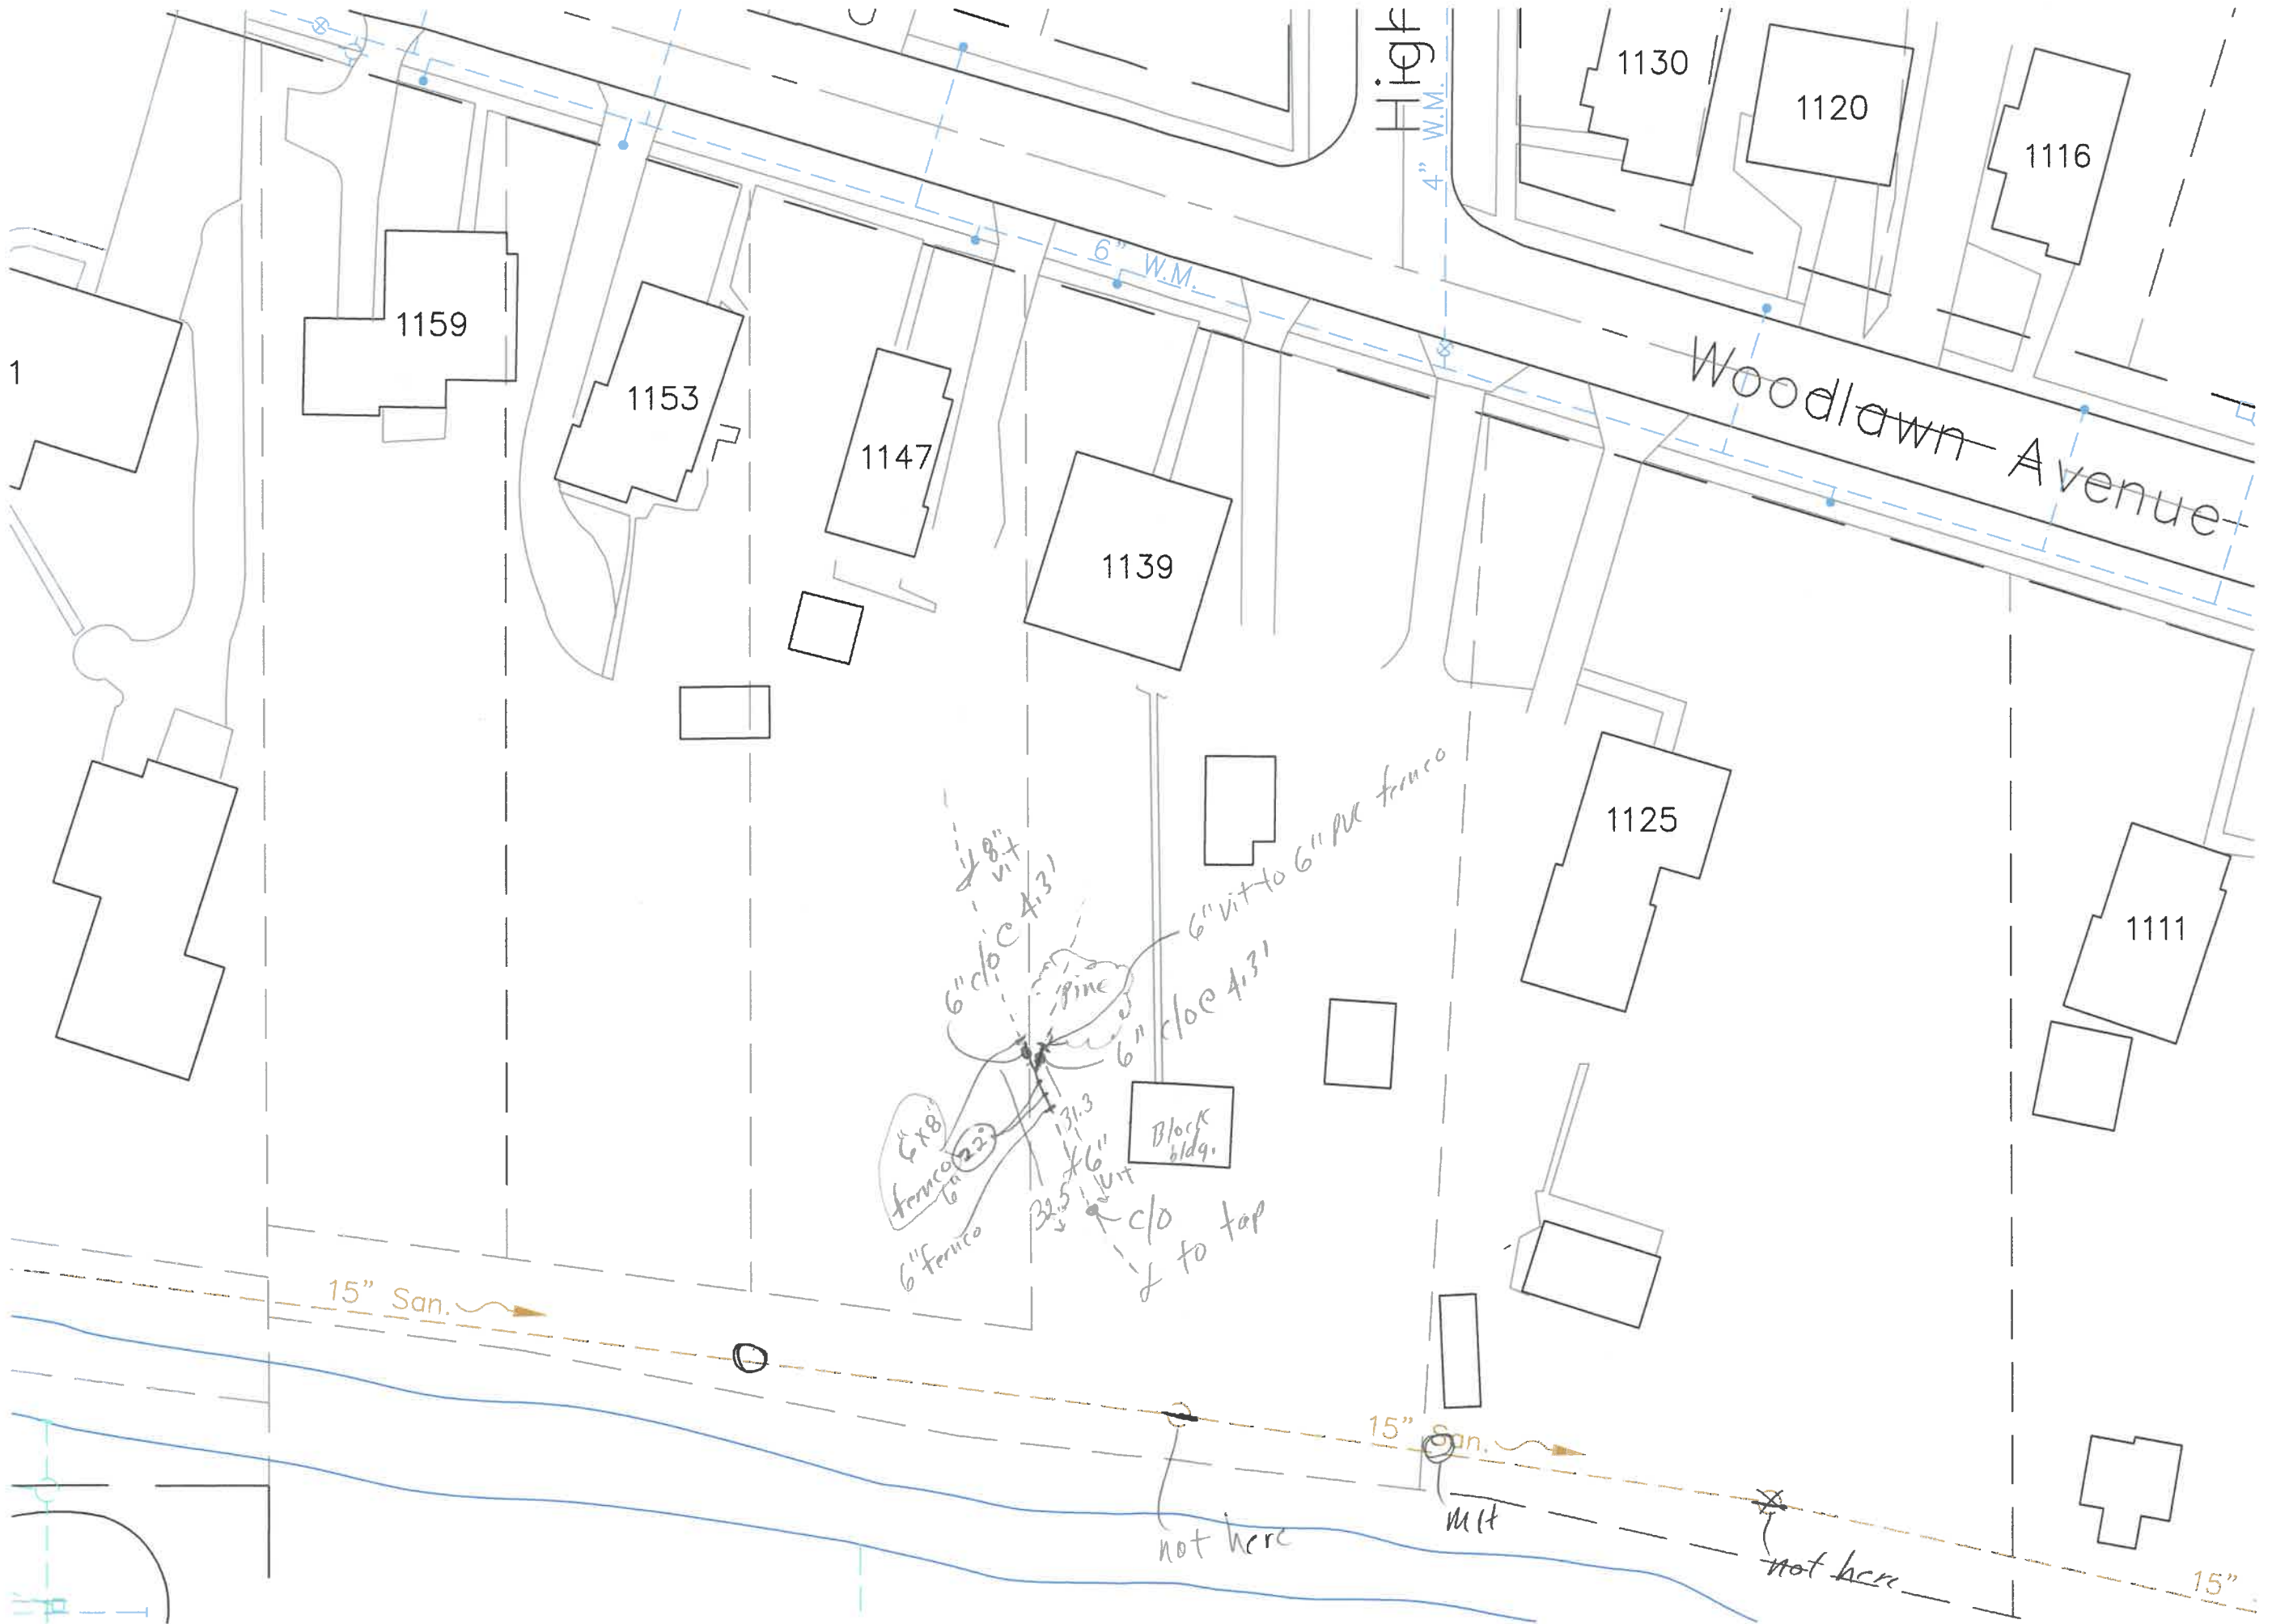 High
4" W.M.
1130
1120
1116
6" W.M.
Woodlawn Avenue
1159
1
1153
1147
1139
1125
1111
8"
vit
6" c/o @ 4.3'
6" vit to 6" PVC fernco
Pine
6" c/o @ 4.3'
6"x8"
fernco
22°
6"
6" fernco
31.3
32.5
6"
vit
Block
bldg.
c/o
to tap
15" San.
15" San.
not here
MH
not here
15"